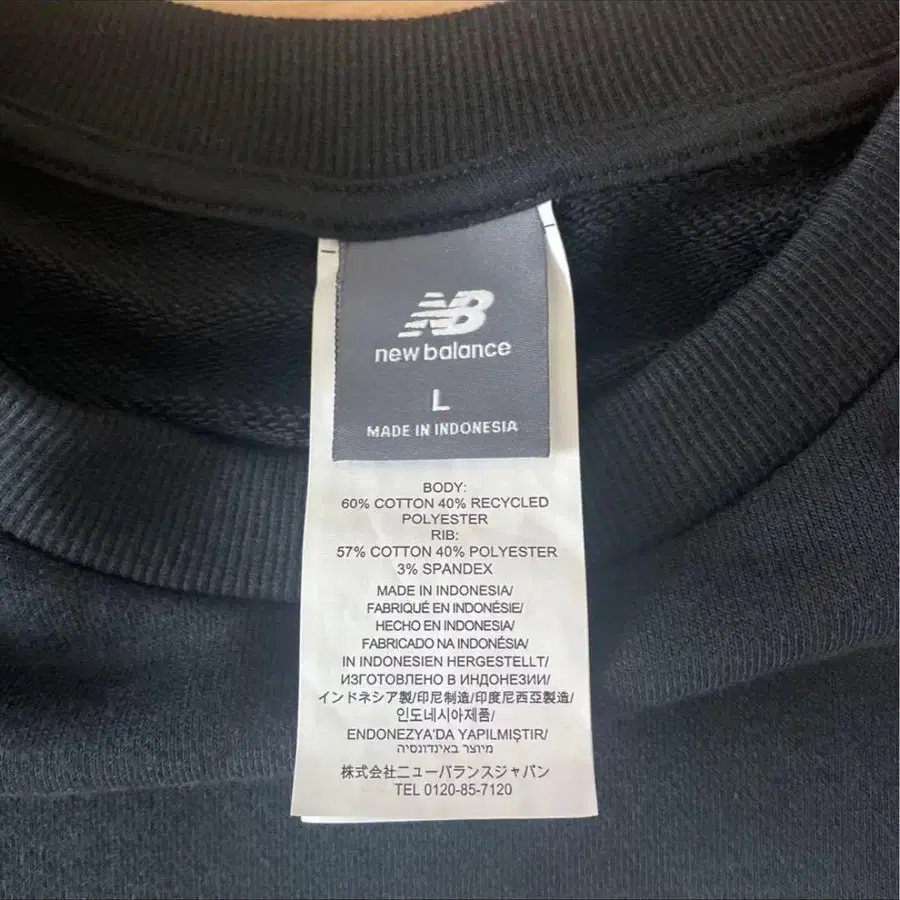 NB
new balance
L
MADE IN INDONESIA
BODY:
60% COTTON 40% RECYCLED
POLYESTER
RIB:
57% COTTON 40% POLYESTER
3% SPANDEX
MADE IN INDONESIA/
FABRIQUÉ EN INDONÉSIE/
HECHO EN INDONESIA/
FABRICADO NA INDONÉSIA/
IN INDONESIEN HERGESTELLT/
ИЗГОТОВЛЕНО В ИНДОНЕЗИИ/
インドネシア製/印尼制造/印度尼西亞製造/
인도네시아제품/
ENDONEZYA'DA YAPILMIŞTIR/
מיוצר באינדונסיה
株式会社ニューバランスジャパン
TEL 0120-85-7120